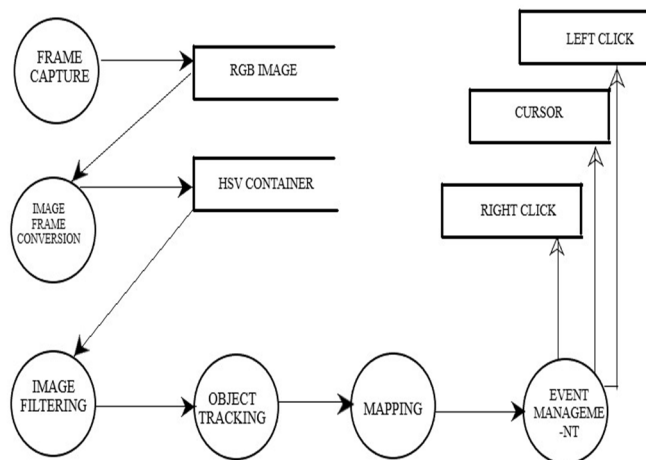 FRAME
CAPTURE
RGB IMAGE
LEFT CLICK
CURSOR
IMAGE
FRAME
CONVERSION
HSV CONTAINER
RIGHT CLICK
IMAGE
FILTERING
OBJECT
TRACKING
MAPPING
EVENT
MANAGEME
-NT